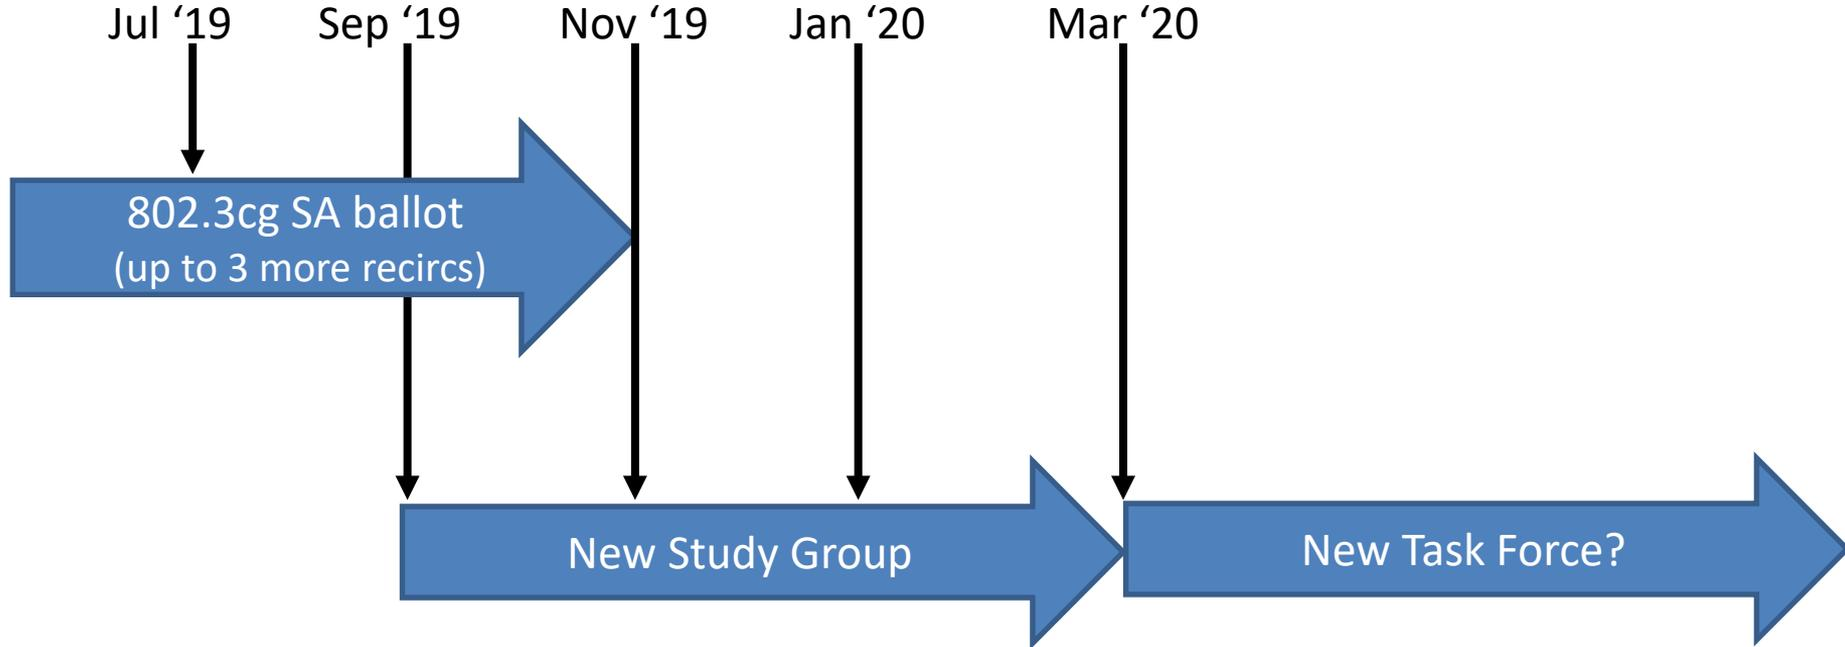 Jul ‘19 Sep ‘19 Nov ‘19 Jan ‘20 Mar ‘20
802.3cg SA ballot
(up to 3 more recircs)
New Study Group
New Task Force?